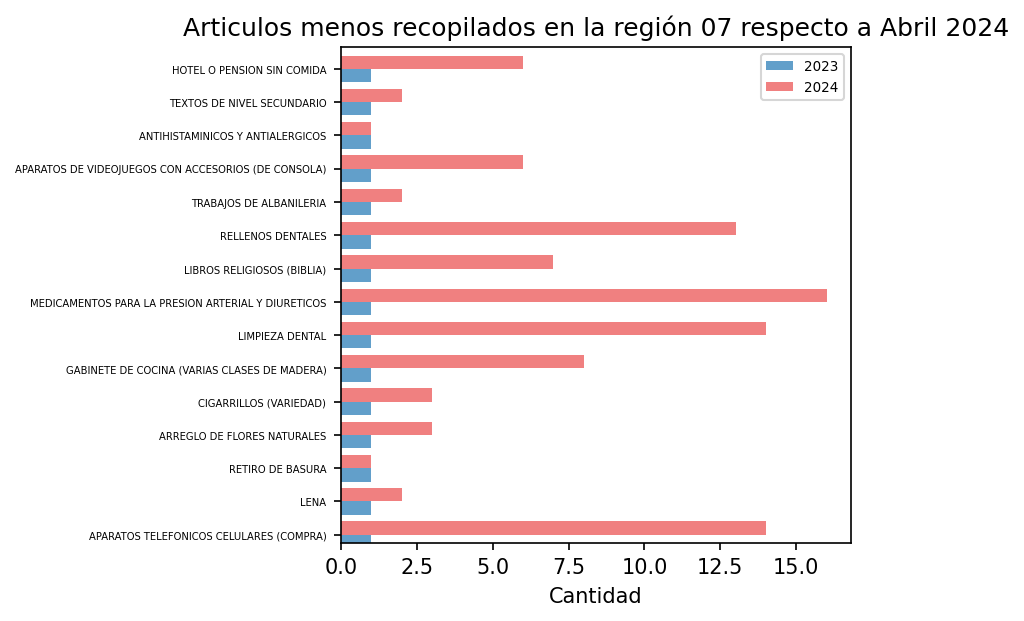 Articulos menos recopilados en la región 07 respecto a Abril 2024
2023
2024
HOTEL O PENSION SIN COMIDA
TEXTOS DE NIVEL SECUNDARIO
ANTIHISTAMINICOS Y ANTIALERGICOS
APARATOS DE VIDEOJUEGOS CON ACCESORIOS (DE CONSOLA)
TRABAJOS DE ALBANILERIA
RELLENOS DENTALES
LIBROS RELIGIOSOS (BIBLIA)
MEDICAMENTOS PARA LA PRESION ARTERIAL Y DIURETICOS
LIMPIEZA DENTAL
GABINETE DE COCINA (VARIAS CLASES DE MADERA)
CIGARRILLOS (VARIEDAD)
ARREGLO DE FLORES NATURALES
RETIRO DE BASURA
LENA
APARATOS TELEFONICOS CELULARES (COMPRA)
0.0 2.5 5.0 7.5 10.0 12.5 15.0
Cantidad